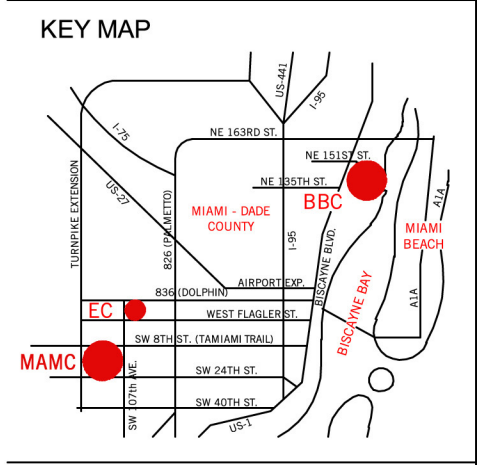 KEY MAP
US-441
I-95
I-75
NE 163RD ST.
NE 151ST ST.
NE 135TH ST.
BBC
US-27
TURNPIKE EXTENSION
826 (PALMETTO)
MIAMI - DADE
COUNTY
I-95
BISCAYNE BLVD.
A1A
MIAMI
BEACH
A1A
BISCAYNE BAY
AIRPORT EXP.
836 (DOLPHIN)
EC
WEST FLAGLER ST.
SW 8TH ST. (TAMIAMI TRAIL)
MAMC
SW 24TH ST.
SW 107th AVE.
SW 40TH ST.
US-1